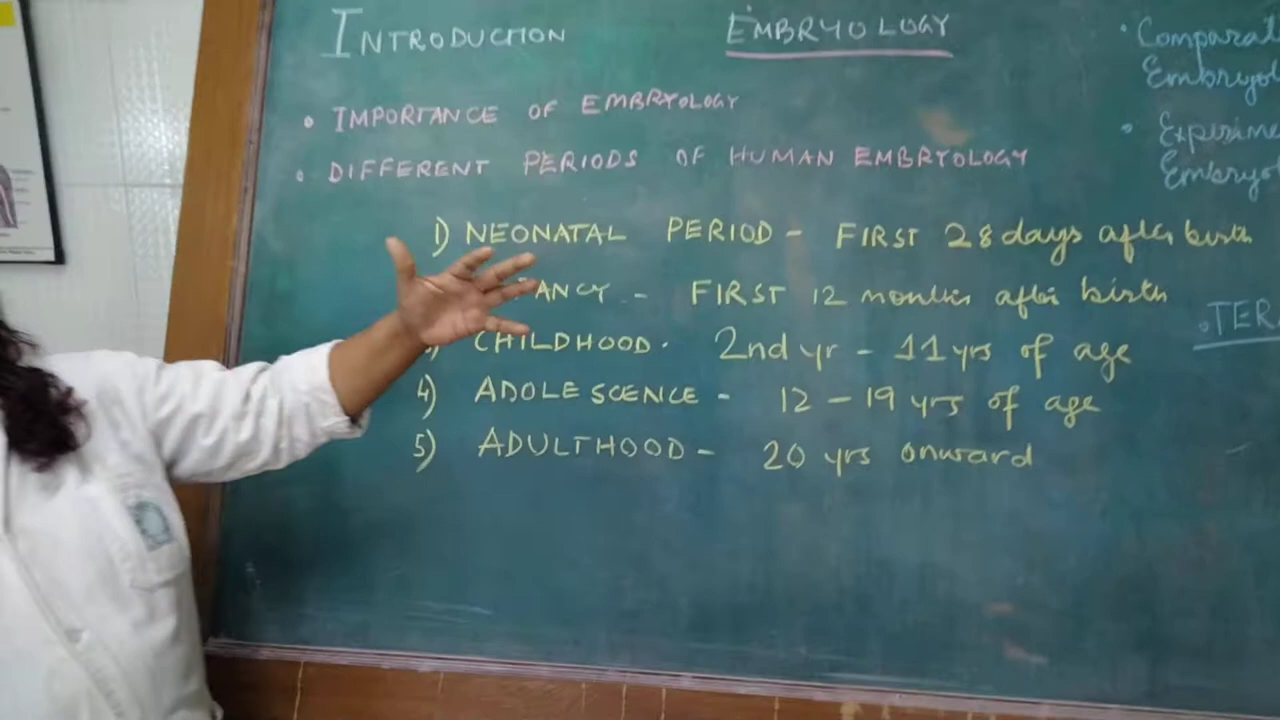 INTRODUCTION
EMBRYOLOGY
• IMPORTANCE OF EMBRYOLOGY
• DIFFERENT PERIODS OF HUMAN EMBRYOLOGY
1) NEONATAL PERIOD - FIRST 28 days after birth
ANCY - FIRST 12 months after birth
CHILDHOOD. 2nd yr - 11 yrs of age
4) ADOLESCENCE - 12 - 19 yrs of age
5) ADULTHOOD - 20 yrs onward
• Comparat
Embryol
• Experime
Embryo
• TER